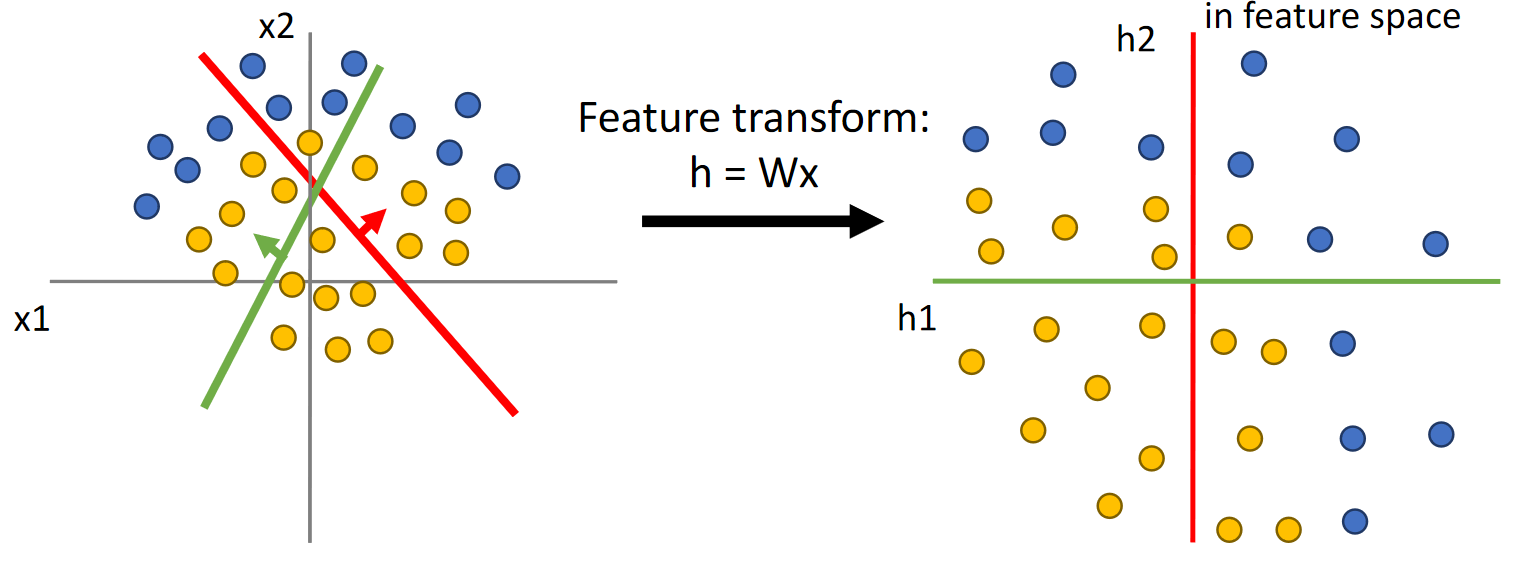 x2
x1
Feature transform:
h = Wx
in feature space
h2
h1